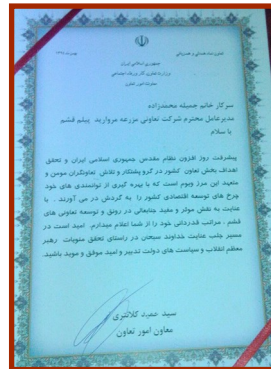 جمهوری اسلامی ایران
وزارت تعاون، کار و رفاه اجتماعی
معاونت امور تعاون
سرکار خانم جمیله محمدزاده
مدیرعامل محترم شرکت تعاونی مزرعه مروارید پیلم قشم
با سلام
پیشرفت روز افزون نظام مقدس جمهوری اسلامی ایران و تحقق
اهداف بخش تعاون کشور در گرو پشتکار و تلاش تعاونگران مومن و
متعهد این مرز وبوم است که با بهره گیری از توانمندی های خود
چرخ های توسعه اقتصادی کشور را به گردش در می آورند . با
عنایت به نقش موثر و مفید جنابعالی در رونق و توسعه تعاونی های
قشم ، مراتب قدردانی خود را از شما اعلام میدارم. امید است در
مسیر جلب عنایت خداوند سبحان در راستای تحقق منویات رهبر
معظم انقلاب و سیاست های دولت تدبیر و امید موفق و موید باشید.
سید حمید کلانتری
معاون امور تعاون